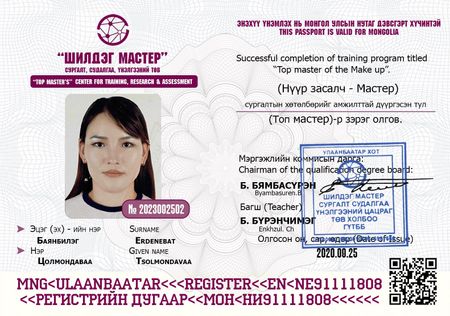 ЭНЭХҮҮ ҮНЭМЛЭХ НЬ МОНГОЛ УЛСЫН НУТАГ ДЭВСГЭРТ ХҮЧИНТЭЙ
THIS PASSPORT IS VALID FOR MONGOLIA
"ШИЛДЭГ МАСТЕР"
СУРГАЛТ, СУДАЛГАА, ҮНЭЛГЭЭНИЙ ТӨВ
"TOP MASTER'S" CENTER FOR TRAINING, RESEARCH & ASSESSMENT
Successful completion of training program titled
"Top master of the Make up".
(Нүүр засалч - Мастер)
сургалтын хөтөлбөрийг амжилттай дүүргэсэн тул
(Топ мастер)-р зэрэг олгов.
Мэргэжлийн коммисын дарга:
Chairman of the qualification degree board:
Б. БЯМБАСҮРЭН
Byambasuren.B
Багш (Teacher)
Б. БҮРЭНЧИМЭГ
Enkhzul. Ch
Олгосон он, сар, өдөр (Date of Issue)
2020.09.25
УЛААНБААТАР ХОТ
ШИЛДЭГ МАСТЕР
СУРГАЛТ СУДАЛГАА
ҮНЭЛГЭЭНИЙ ЦАЦРАГ
ТӨВ ХОЛБОО
ГҮТББ
№ 2023002502
Эцэг (эх) - ийн нэр
Баянбилэг
Surname
Erdenebat
Нэр
Цолмондаваа
Given name
Tsolmondavaa
MNG<ULAANBAATAR<<<REGISTER<<EN<NE91111808
<<РЕГИСТРИЙН ДУГААР<<МОН<НИ91111808<<<<<<